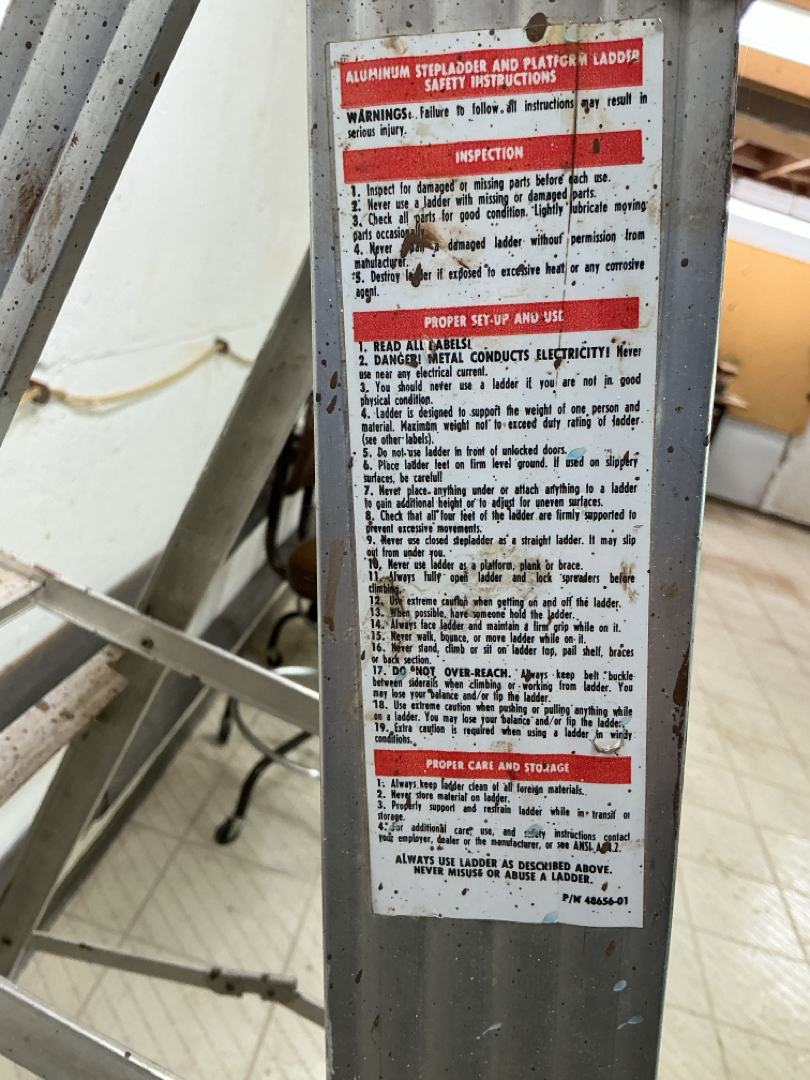 ALUMINUM STEPLADDER AND PLATFORM LADDER
SAFETY INSTRUCTIONS
WARNINGS: Failure to follow all instructions may result in
serious injury.
INSPECTION
1. Inspect for damaged or missing parts before each use.
2. Never use a ladder with missing or damaged parts.
3. Check all parts for good condition. Lightly lubricate moving
parts occasionally.
4. Never a damaged ladder without permission from
manufacturer.
5. Destroy ladder if exposed to excessive heat or any corrosive
agent.
PROPER SET-UP AND USE
1. READ ALL LABELS!
2. DANGER! METAL CONDUCTS ELECTRICITY! Never
use near any electrical current.
3. You should never use a ladder if you are not in good
physical condition.
4. Ladder is designed to support the weight of one person and
material. Maximum weight not to exceed duty rating of ladder
(see other labels).
5. Do not use ladder in front of unlocked doors.
6. Place ladder feet on firm level ground. If used on slippery
surfaces, be careful!
7. Never place anything under or attach anything to a ladder
to gain additional height or to adjust for uneven surfaces.
8. Check that all four feet of the ladder are firmly supported to
prevent excessive movements.
9. Never use closed stepladder as a straight ladder. It may slip
out from under you.
10. Never use ladder as a platform, plank or brace.
11. Always fully open ladder and lock spreaders before
climbing.
12. Use extreme caution when getting on and off the ladder.
13. When possible, have someone hold the ladder.
14. Always face ladder and maintain a firm grip while on it.
15. Never walk, bounce, or move ladder while on it.
16. Never stand, climb or sit on ladder top, pail shelf, braces
or back section.
17. DO NOT OVER-REACH. Always keep belt buckle
between siderails when climbing or working from ladder. You
may lose your balance and/or tip the ladder.
18. Use extreme caution when pushing or pulling anything while
on a ladder. You may lose your balance and/or tip the ladder.
19. Extra caution is required when using a ladder in windy
conditions.
PROPER CARE AND STORAGE
1. Always keep ladder clean of all foreign materials.
2. Never store material on ladder.
3. Properly support and restrain ladder while in transit or
storage.
4. For additional care, use, and safety instructions contact
your employer, dealer or the manufacturer, or see ANSI
ALWAYS USE LADDER AS DESCRIBED ABOVE.
NEVER MISUSE OR ABUSE A LADDER.
P/N 48656-01